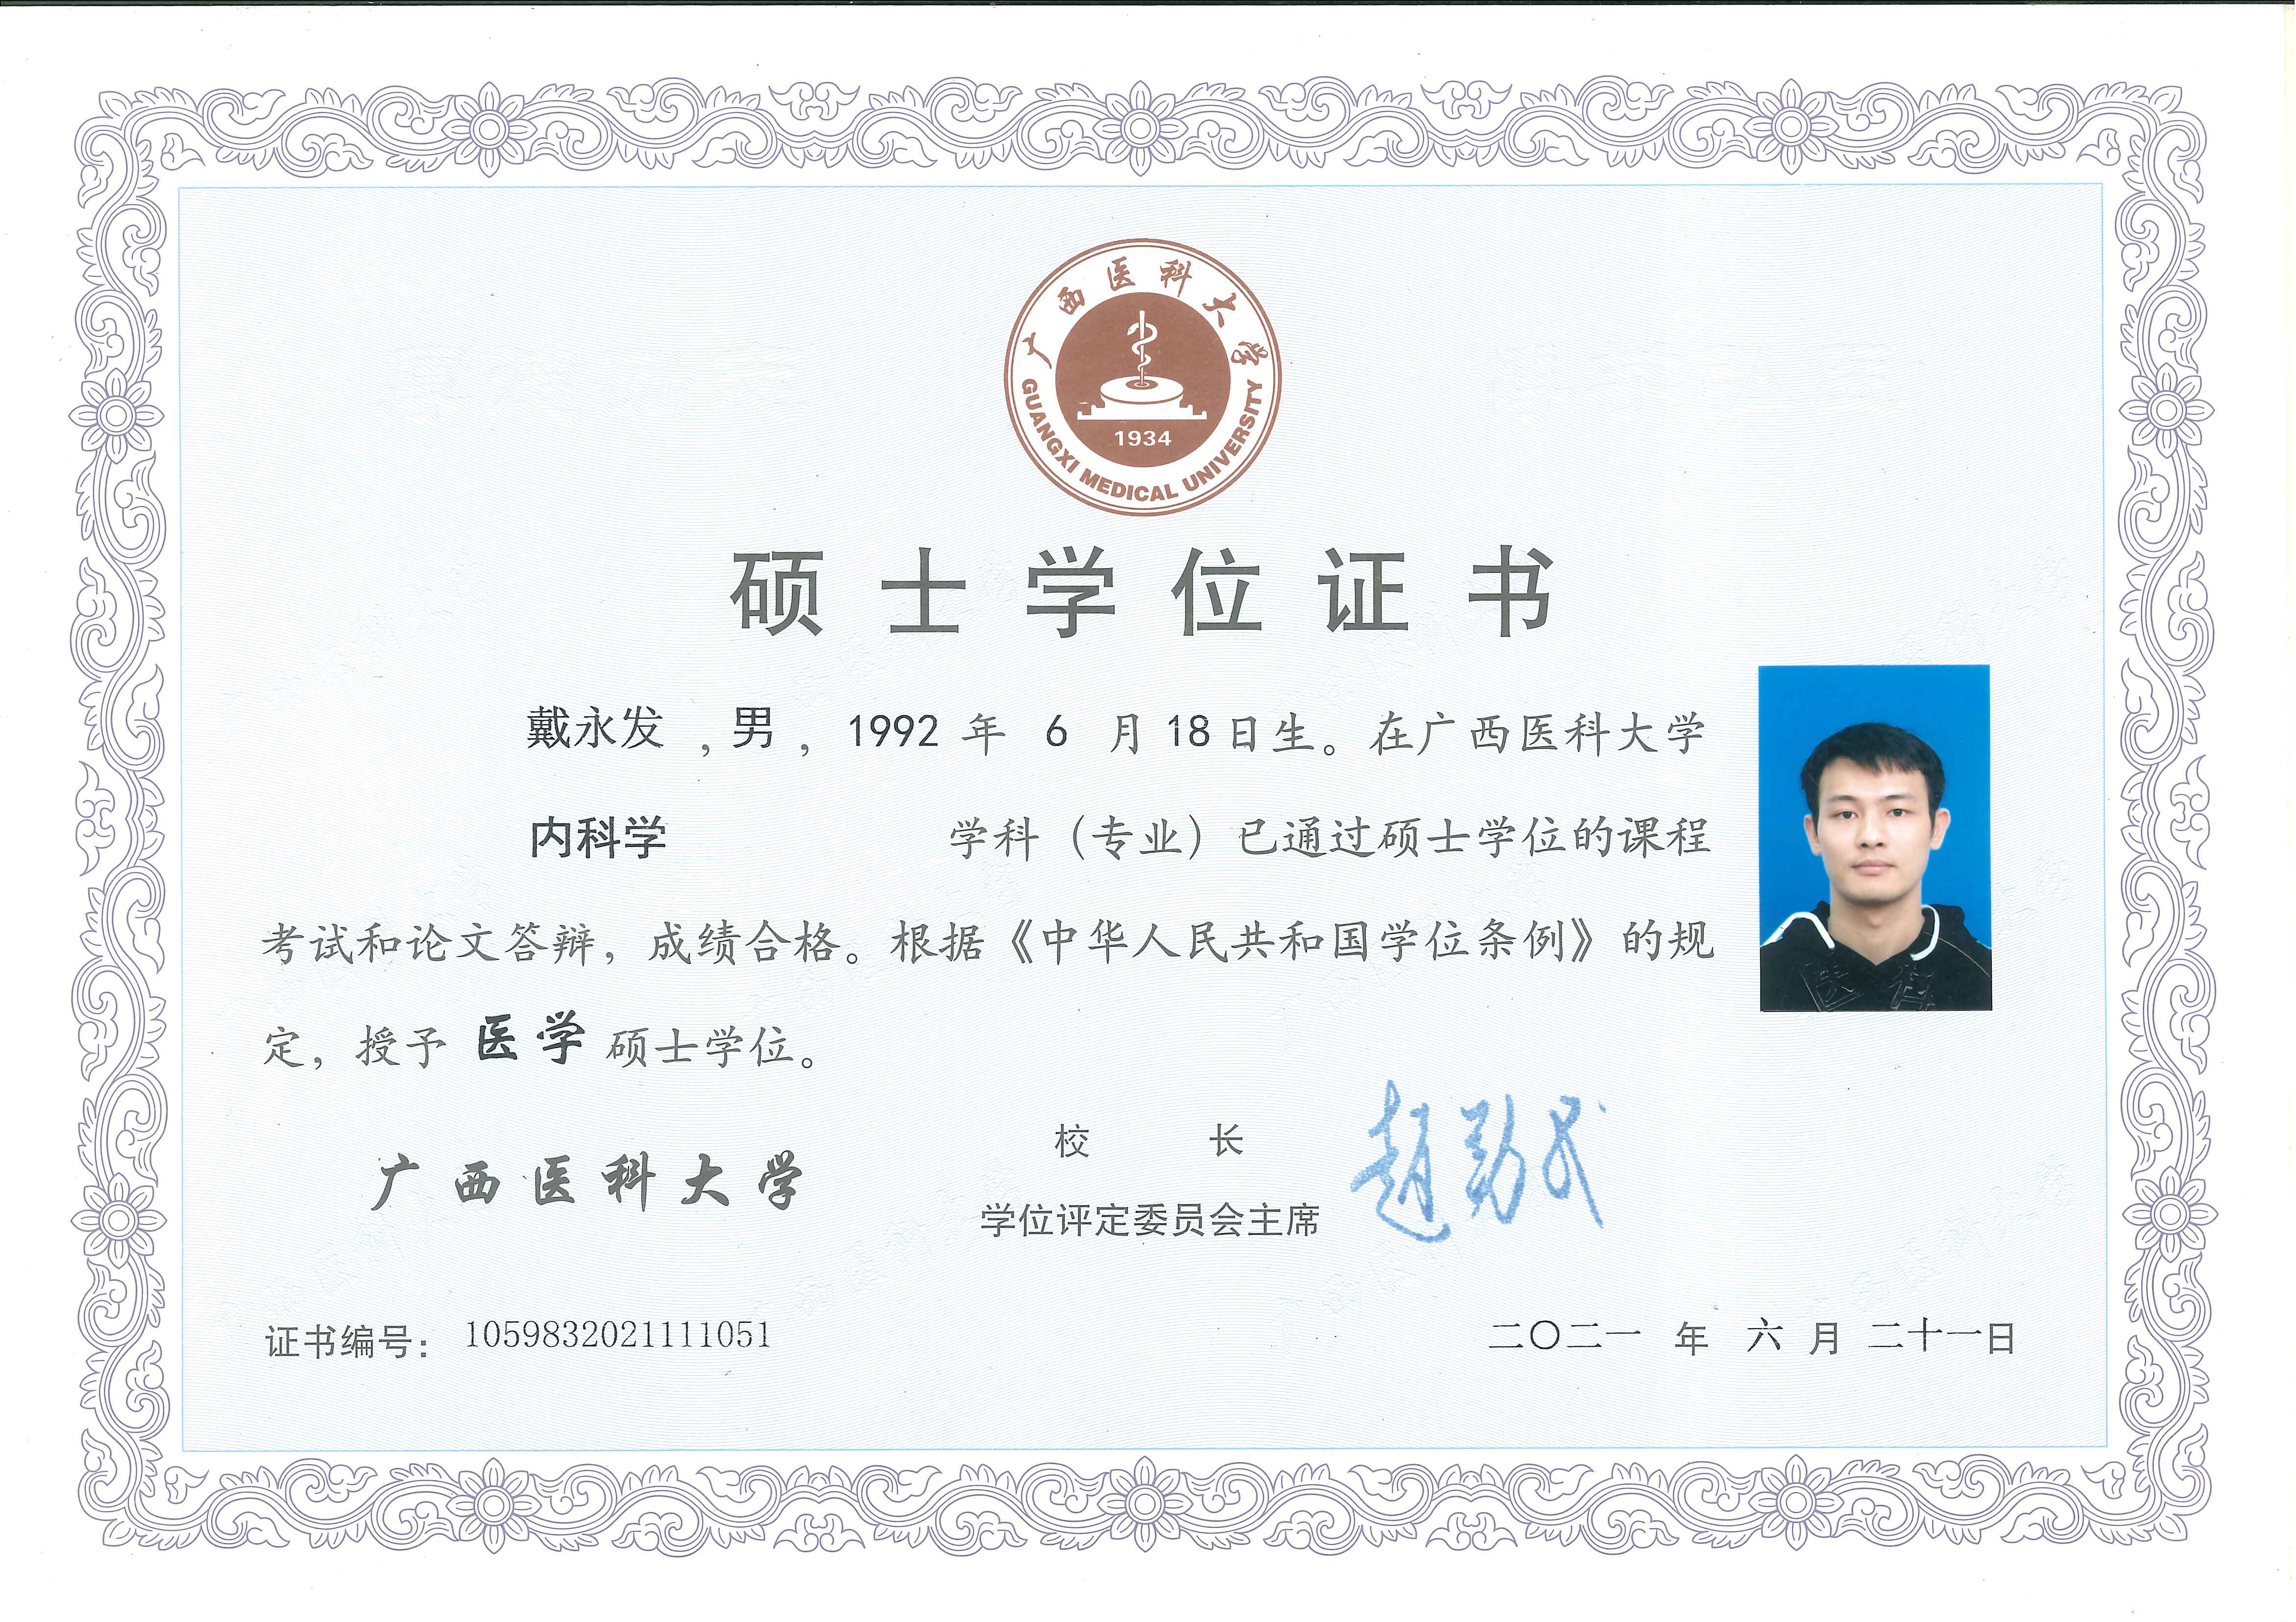 广西医科大学
GUANGXI MEDICAL UNIVERSITY
1934
硕士学位证书
戴永发 , 男 , 1992 年 6 月 18 日生。在广西医科大学
内科学 学科（专业）已通过硕士学位的课程
考试和论文答辩，成绩合格。根据《中华人民共和国学位条例》的规
定，授予 医学 硕士学位。
校 长
广西医科大学
学位评定委员会主席
证书编号： 1059832021111051
二〇二一 年 六 月 二十一日